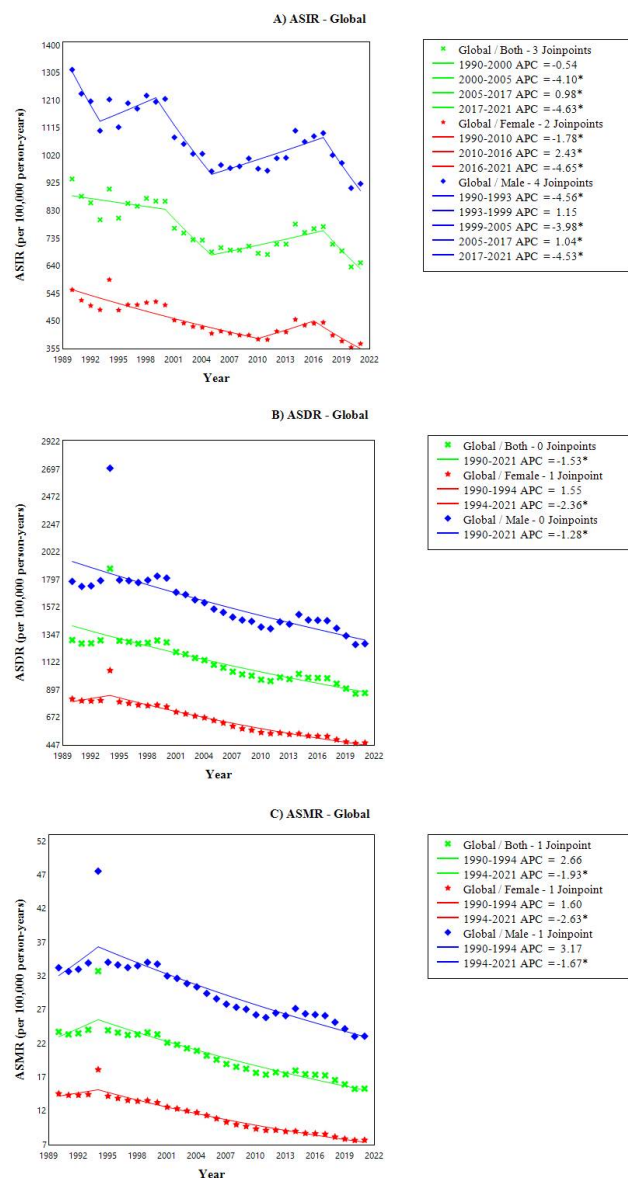 A) ASIR - Global
1400
1305
1210
1115
1020
925
830
735
640
545
450
355
ASIR (per 100,000 person-years)
1989 1992 1995 1998 2001 2004 2007 2010 2013 2016 2019 2022
Year
Global / Both - 3 Joinpoints
1990-2000 APC = -0.54
2000-2005 APC = -4.10*
2005-2017 APC = 0.98*
2017-2021 APC = -4.63*
Global / Female - 2 Joinpoints
1990-2010 APC = -1.78*
2010-2016 APC = 2.43*
2016-2021 APC = -4.65*
Global / Male - 4 Joinpoints
1990-1993 APC = -4.56*
1993-1999 APC = 1.15
1999-2005 APC = -3.98*
2005-2017 APC = 1.04*
2017-2021 APC = -4.53*
B) ASDR - Global
2922
2697
2472
2247
2022
1797
1572
1347
1122
897
672
447
ASDR (per 100,000 person-years)
1989 1992 1995 1998 2001 2004 2007 2010 2013 2016 2019 2022
Year
Global / Both - 0 Joinpoints
1990-2021 APC = -1.53*
Global / Female - 1 Joinpoint
1990-1994 APC = 1.55
1994-2021 APC = -2.36*
Global / Male - 0 Joinpoints
1990-2021 APC = -1.28*
C) ASMR - Global
52
47
42
37
32
27
22
17
12
7
ASMR (per 100,000 person-years)
1989 1992 1995 1998 2001 2004 2007 2010 2013 2016 2019 2022
Year
Global / Both - 1 Joinpoint
1990-1994 APC = 2.66
1994-2021 APC = -1.93*
Global / Female - 1 Joinpoint
1990-1994 APC = 1.60
1994-2021 APC = -2.63*
Global / Male - 1 Joinpoint
1990-1994 APC = 3.17
1994-2021 APC = -1.67*